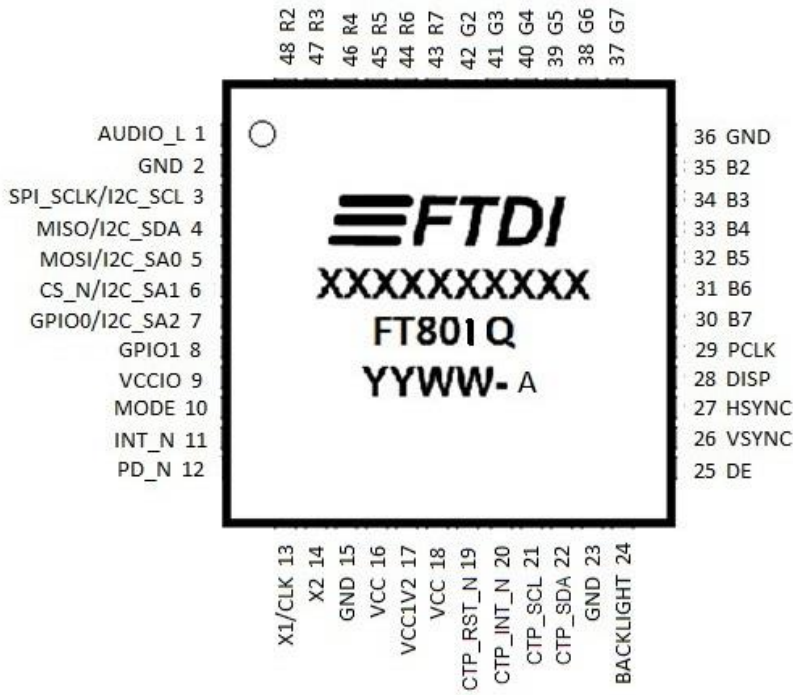 48 R2
47 R3
46 R4
45 R5
44 R6
43 R7
42 G2
41 G3
40 G4
39 G5
38 G6
37 G7
AUDIO_L 1
GND 2
SPI_SCLK/I2C_SCL 3
MISO/I2C_SDA 4
MOSI/I2C_SA0 5
CS_N/I2C_SA1 6
GPIO0/I2C_SA2 7
GPIO1 8
VCCIO 9
MODE 10
INT_N 11
PD_N 12
FTDI
XXXXXXXXXX
FT801Q
YYWW- A
36 GND
35 B2
34 B3
33 B4
32 B5
31 B6
30 B7
29 PCLK
28 DISP
27 HSYNC
26 VSYNC
25 DE
X1/CLK 13
X2 14
GND 15
VCC 16
VCC1V2 17
VCC 18
CTP_RST_N 19
CTP_INT_N 20
CTP_SCL 21
CTP_SDA 22
GND 23
BACKLIGHT 24